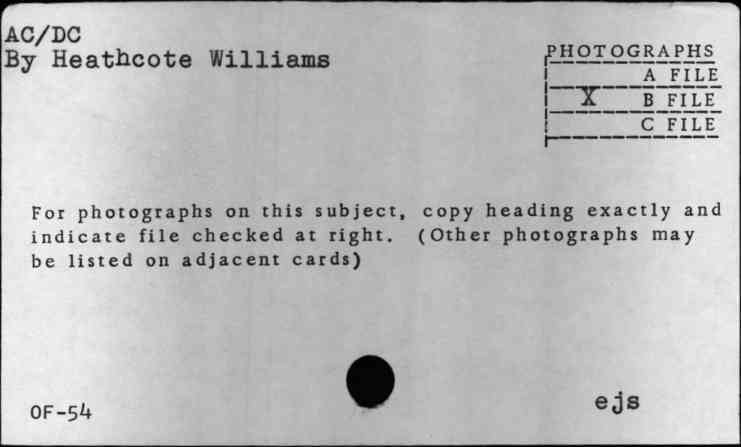 AC/DC
By Heathcote Williams
PHOTOGRAPHS
A FILE
X B FILE
C FILE
For photographs on this subject, copy heading exactly and
indicate file checked at right. (Other photographs may
be listed on adjacent cards)
OF-54
ejs